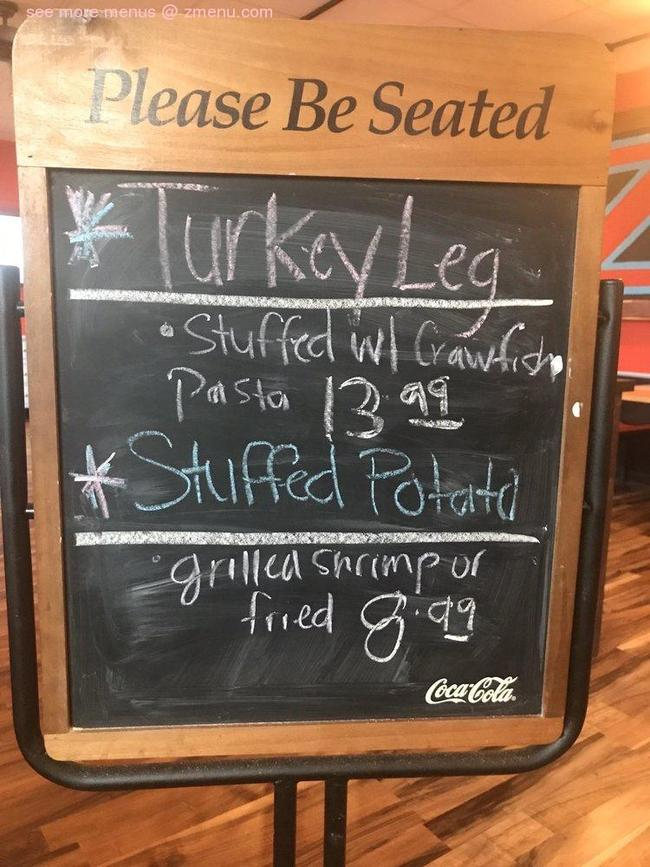 see more menus @ zmenu.com
Please Be Seated
* Turkey Leg
• Stuffed w/ Crawfish
Pasta 13.99
* Stuffed Potato
• grilled shrimp or
fried 8.99
Coca-Cola